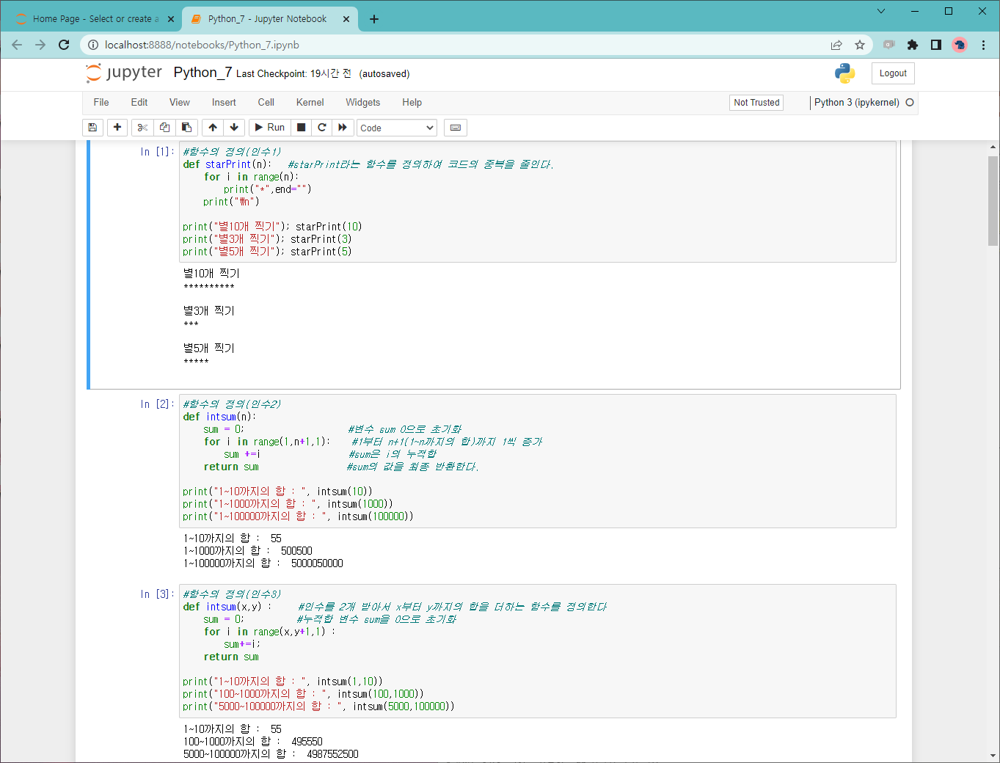 Home Page - Select or create a
Python_7 - Jupyter Notebook
localhost:8888/notebooks/Python_7.ipynb
jupyter Python_7 Last Checkpoint: 19시간 전 (autosaved)
Logout
File Edit View Insert Cell Kernel Widgets Help
Not Trusted
Python 3 (ipykernel)
Run
Code
In [1]:
#함수의 정의(인수1)
def starPrint(n):   #starPrint라는 함수를 정의하여 코드의 중복을 줄인다.
    for i in range(n):
        print("*",end="")
    print("₩n")
print("별10개 찍기"); starPrint(10)
print("별3개 찍기"); starPrint(3)
print("별5개 찍기"); starPrint(5)
별10개 찍기
**********
별3개 찍기
***
별5개 찍기
*****
In [2]:
#함수의 정의(인수2)
def intsum(n):
    sum = 0;                    #변수 sum 0으로 초기화
    for i in range(1,n+1,1):    #1부터 n+1(1~n까지의 합)까지 1씩 증가
        sum +=i                 #sum은 i의 누적합
    return sum                 #sum의 값을 최종 반환한다.
print("1~10까지의 합 : ", intsum(10))
print("1~1000까지의 합 : ", intsum(1000))
print("1~100000까지의 합 : ", intsum(100000))
1~10까지의 합 :  55
1~1000까지의 합 :  500500
1~100000까지의 합 :  5000050000
In [3]:
#함수의 정의(인수3)
def intsum(x,y) :     #인수를 2개 받아서 x부터 y까지의 합을 더하는 함수를 정의한다
    sum = 0;          #누적합 변수 sum을 0으로 초기화
    for i in range(x,y+1,1) :
        sum+=i;
    return sum
print("1~10까지의 합 : ", intsum(1,10))
print("100~1000까지의 합 : ", intsum(100,1000))
print("5000~100000까지의 합 : ", intsum(5000,100000))
1~10까지의 합 :  55
100~1000까지의 합 :  495550
5000~100000까지의 합 :  4987552500